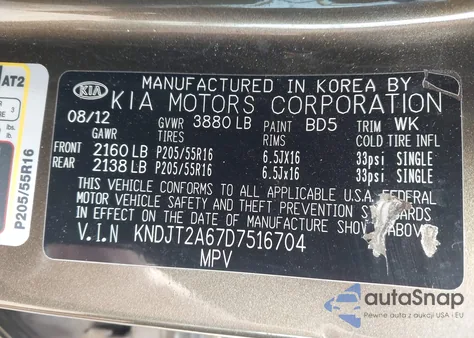 AT2
3
lbs.
lb
P205/55R16
KIA
MANUFACTURED IN KOREA BY
KIA MOTORS CORPORATION
08/12 GVWR 3880 LB PAINT BD5 TRIM WK
GAWR TIRES COLD TIRE INFL
FRONT 2160 LB P205/55R16 6.5JX16 33psi SINGLE
REAR 2138 LB P205/55R16 6.5JX16 33psi SINGLE
THIS VEHICLE CONFORMS TO ALL APPLICABLE U.S.A. FEDERAL
MOTOR VEHICLE SAFETY AND THEFT PREVENTION STANDARDS
IN EFFECT ON THE DATE OF MANUFACTURE SHOWN ABOVE.
V.I.N KNDJT2A67D7516704
MPV
autoSnap
Pewne auta z aukcji USA i EU